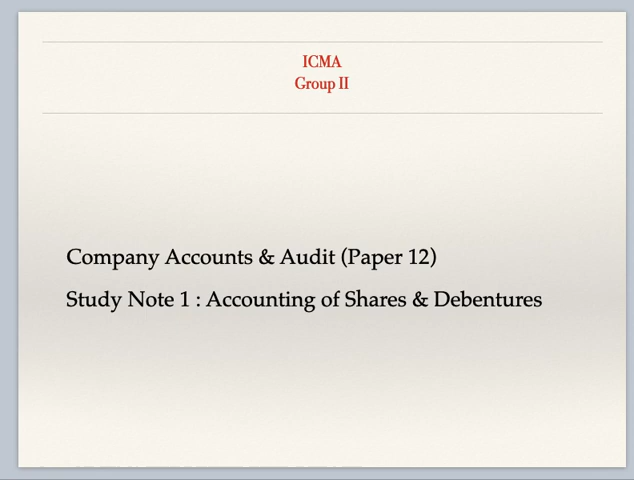 ICMA
Group II
Company Accounts & Audit (Paper 12)
Study Note 1 : Accounting of Shares & Debentures